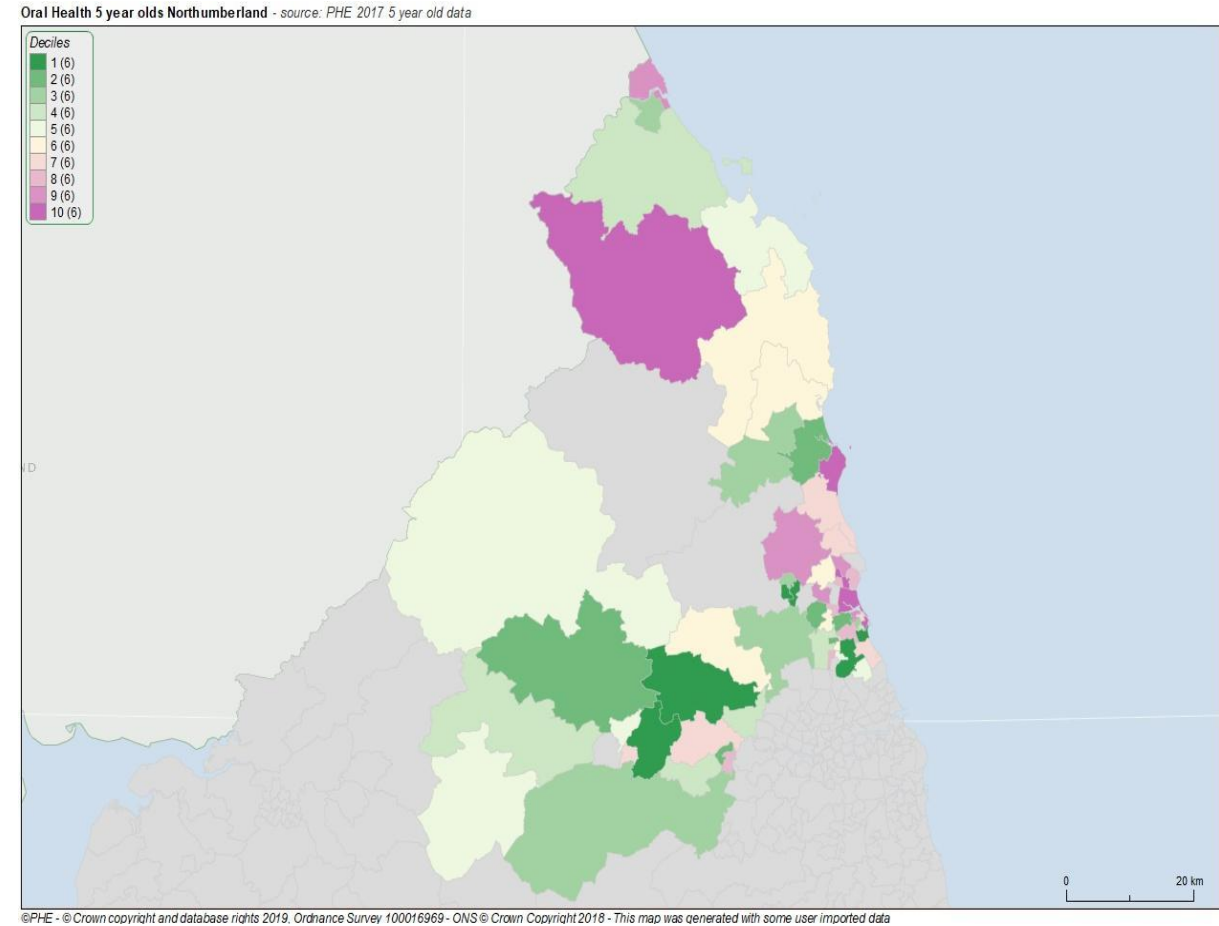 Oral Health 5 year olds Northumberland - source: PHE 2017 5 year old data
Deciles
1 (6)
2 (6)
3 (6)
4 (6)
5 (6)
6 (6)
7 (6)
8 (6)
9 (6)
10 (6)
ND
0 20 km
©PHE - © Crown copyright and database rights 2019, Ordnance Survey 100016969 - ONS © Crown Copyright 2018 - This map was generated with some user imported data